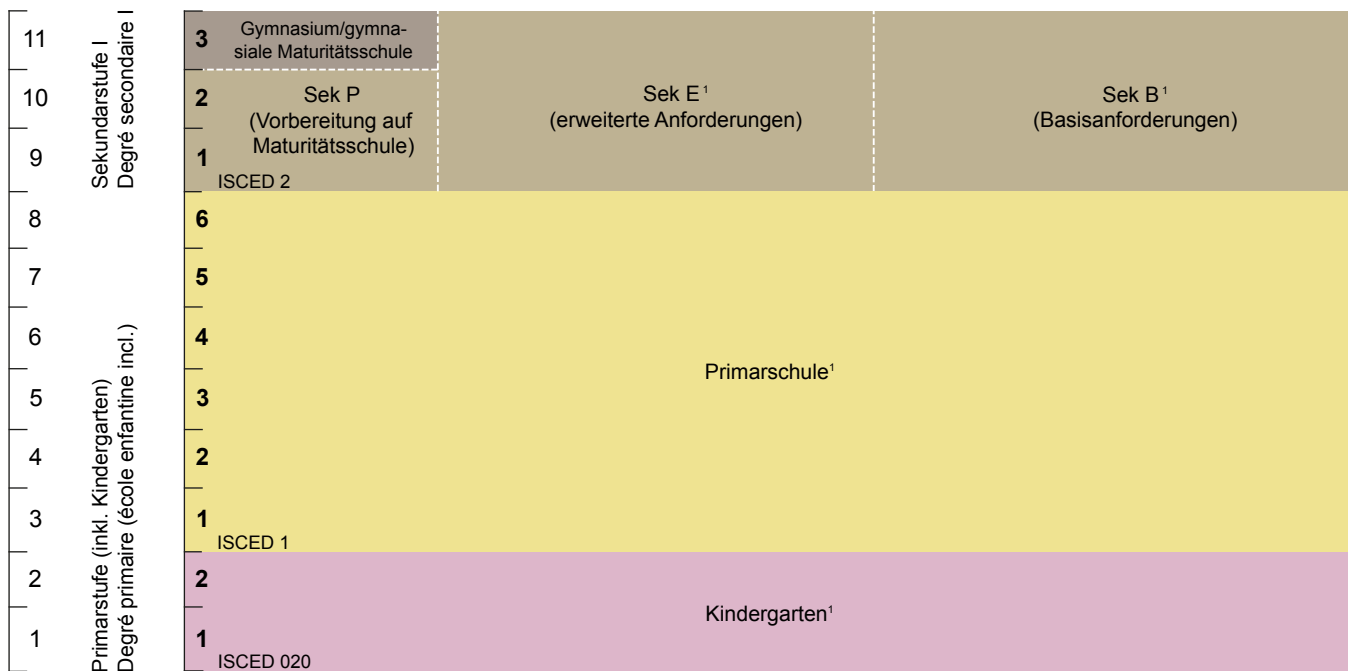 11
10
9
8
7
6
5
4
3
2
1
Sekundarstufe I
Degré secondaire I
Primarstufe (inkl. Kindergarten)
Degré primaire (école enfantine incl.)
3
Gymnasium/gymna-
siale Maturitätsschule
2
1
Sek P
(Vorbereitung auf
Maturitätsschule)
ISCED 2
Sek E¹
(erweiterte Anforderungen)
Sek B¹
(Basisanforderungen)
6
5
4
3
2
1
Primarschule¹
ISCED 1
2
1
Kindergarten¹
ISCED 020